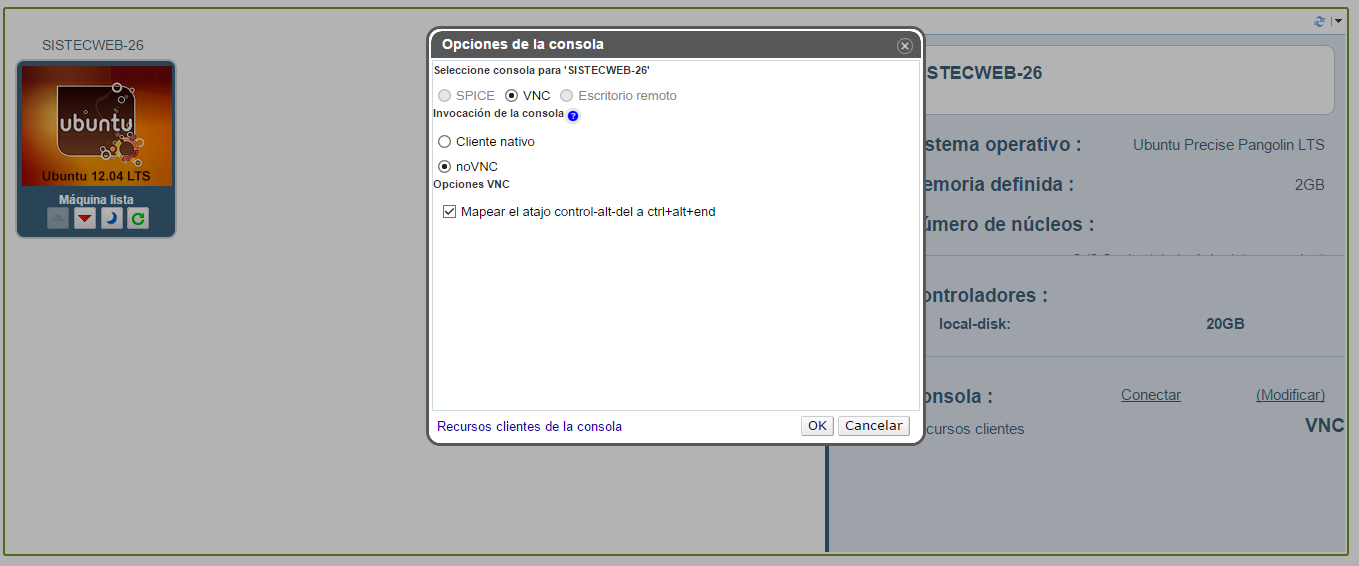 SISTECWEB-26
ubuntu
Ubuntu 12.04 LTS
Máquina lista
Opciones de la consola
Seleccione consola para 'SISTECWEB-26'
SPICE VNC Escritorio remoto
Invocación de la consola ?
Cliente nativo
noVNC
Opciones VNC
Mapear el atajo control-alt-del a ctrl+alt+end
Recursos clientes de la consola OK Cancelar
STECWEB-26
stema operativo : Ubuntu Precise Pangolin LTS
emoria definida : 2GB
úmero de núcleos :
ontroladores :
local-disk: 20GB
onsola : Conectar (Modificar)
cursos clientes VNC